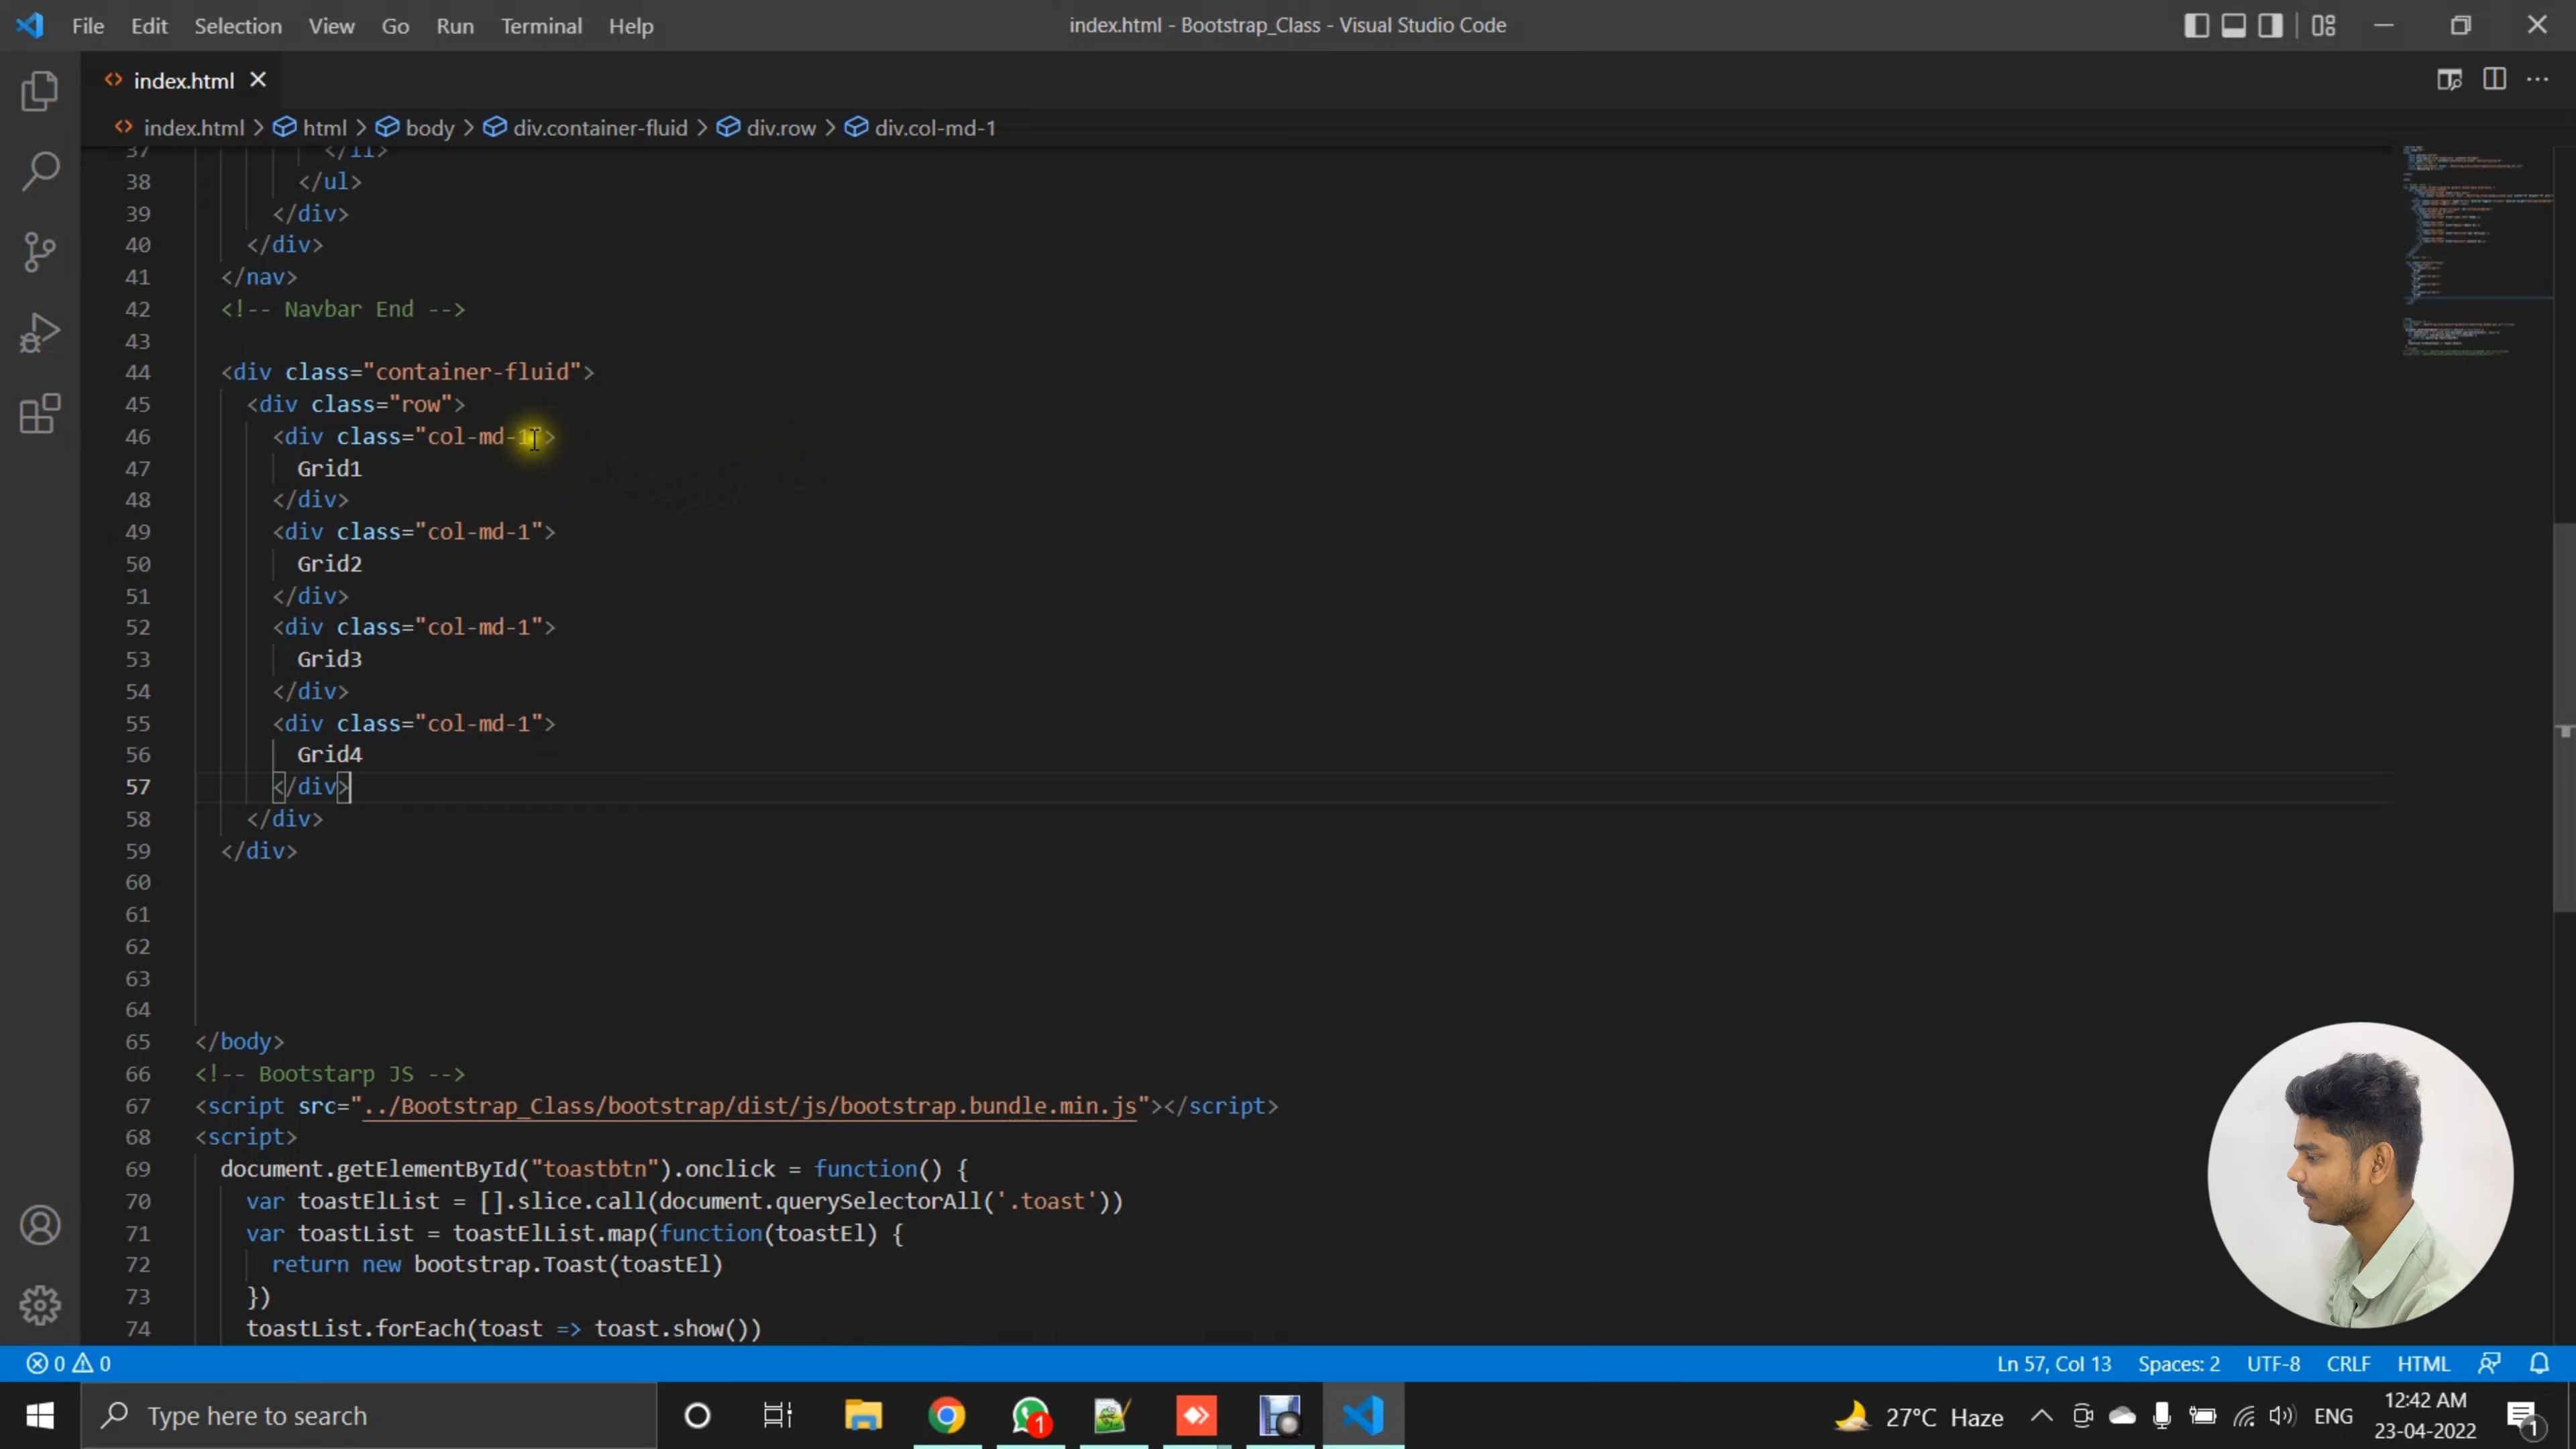 File Edit Selection View Go Run Terminal Help
index.html - Bootstrap_Class - Visual Studio Code
index.html
index.html > html > body > div.container-fluid > div.row > div.col-md-1
37 </li>
38 </ul>
39 </div>
40 </div>
41 </nav>
42 <!-- Navbar End -->
43
44 <div class="container-fluid">
45 <div class="row">
46 <div class="col-md-1">
47 Grid1
48 </div>
49 <div class="col-md-1">
50 Grid2
51 </div>
52 <div class="col-md-1">
53 Grid3
54 </div>
55 <div class="col-md-1">
56 Grid4
57 </div>
58 </div>
59 </div>
60
61
62
63
64
65 </body>
66 <!-- Bootstarp JS -->
67 <script src="../Bootstrap_Class/bootstrap/dist/js/bootstrap.bundle.min.js"></script>
68 <script>
69 document.getElementById("toastbtn").onclick = function() {
70 var toastElList = [].slice.call(document.querySelectorAll('.toast'))
71 var toastList = toastElList.map(function(toastEl) {
72 return new bootstrap.Toast(toastEl)
73 })
74 toastList.forEach(toast => toast.show())
0 0
Ln 57, Col 13 Spaces: 2 UTF-8 CRLF HTML
Type here to search
1
27°C Haze
ENG
12:42 AM
23-04-2022
1